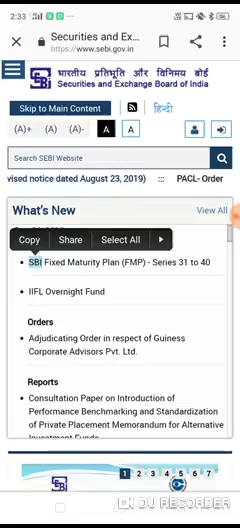 2:33
Securities and Ex...
https://www.sebi.gov.in
भारतीय प्रतिभूति और विनिमय बोर्ड
Securities and Exchange Board of India
Skip to Main Content
हिन्दी
(A)+ (A) (A)- A A
Search SEBI Website
vised notice dated August 23, 2019) ::: PACL- Order
What's New View All
Copy Share Select All
SBI Fixed Maturity Plan (FMP) - Series 31 to 40
IIFL Overnight Fund
Orders
Adjudicating Order in respect of Guiness
Corporate Advisors Pvt. Ltd.
Reports
Consultation Paper on Introduction of
Performance Benchmarking and Standardization
of Private Placement Memorandum for Alternative
Investment Funds
1 2 3 4 5 6 7
DU RECORDER